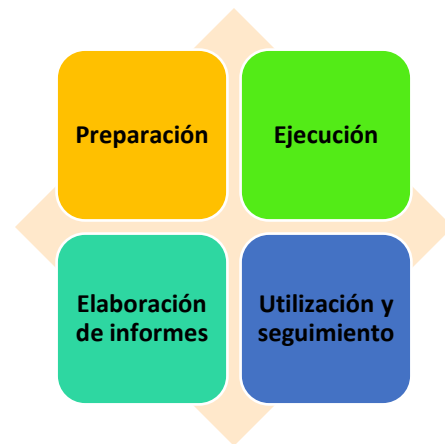 Preparación
Ejecución
Elaboración
de informes
Utilización y
seguimiento